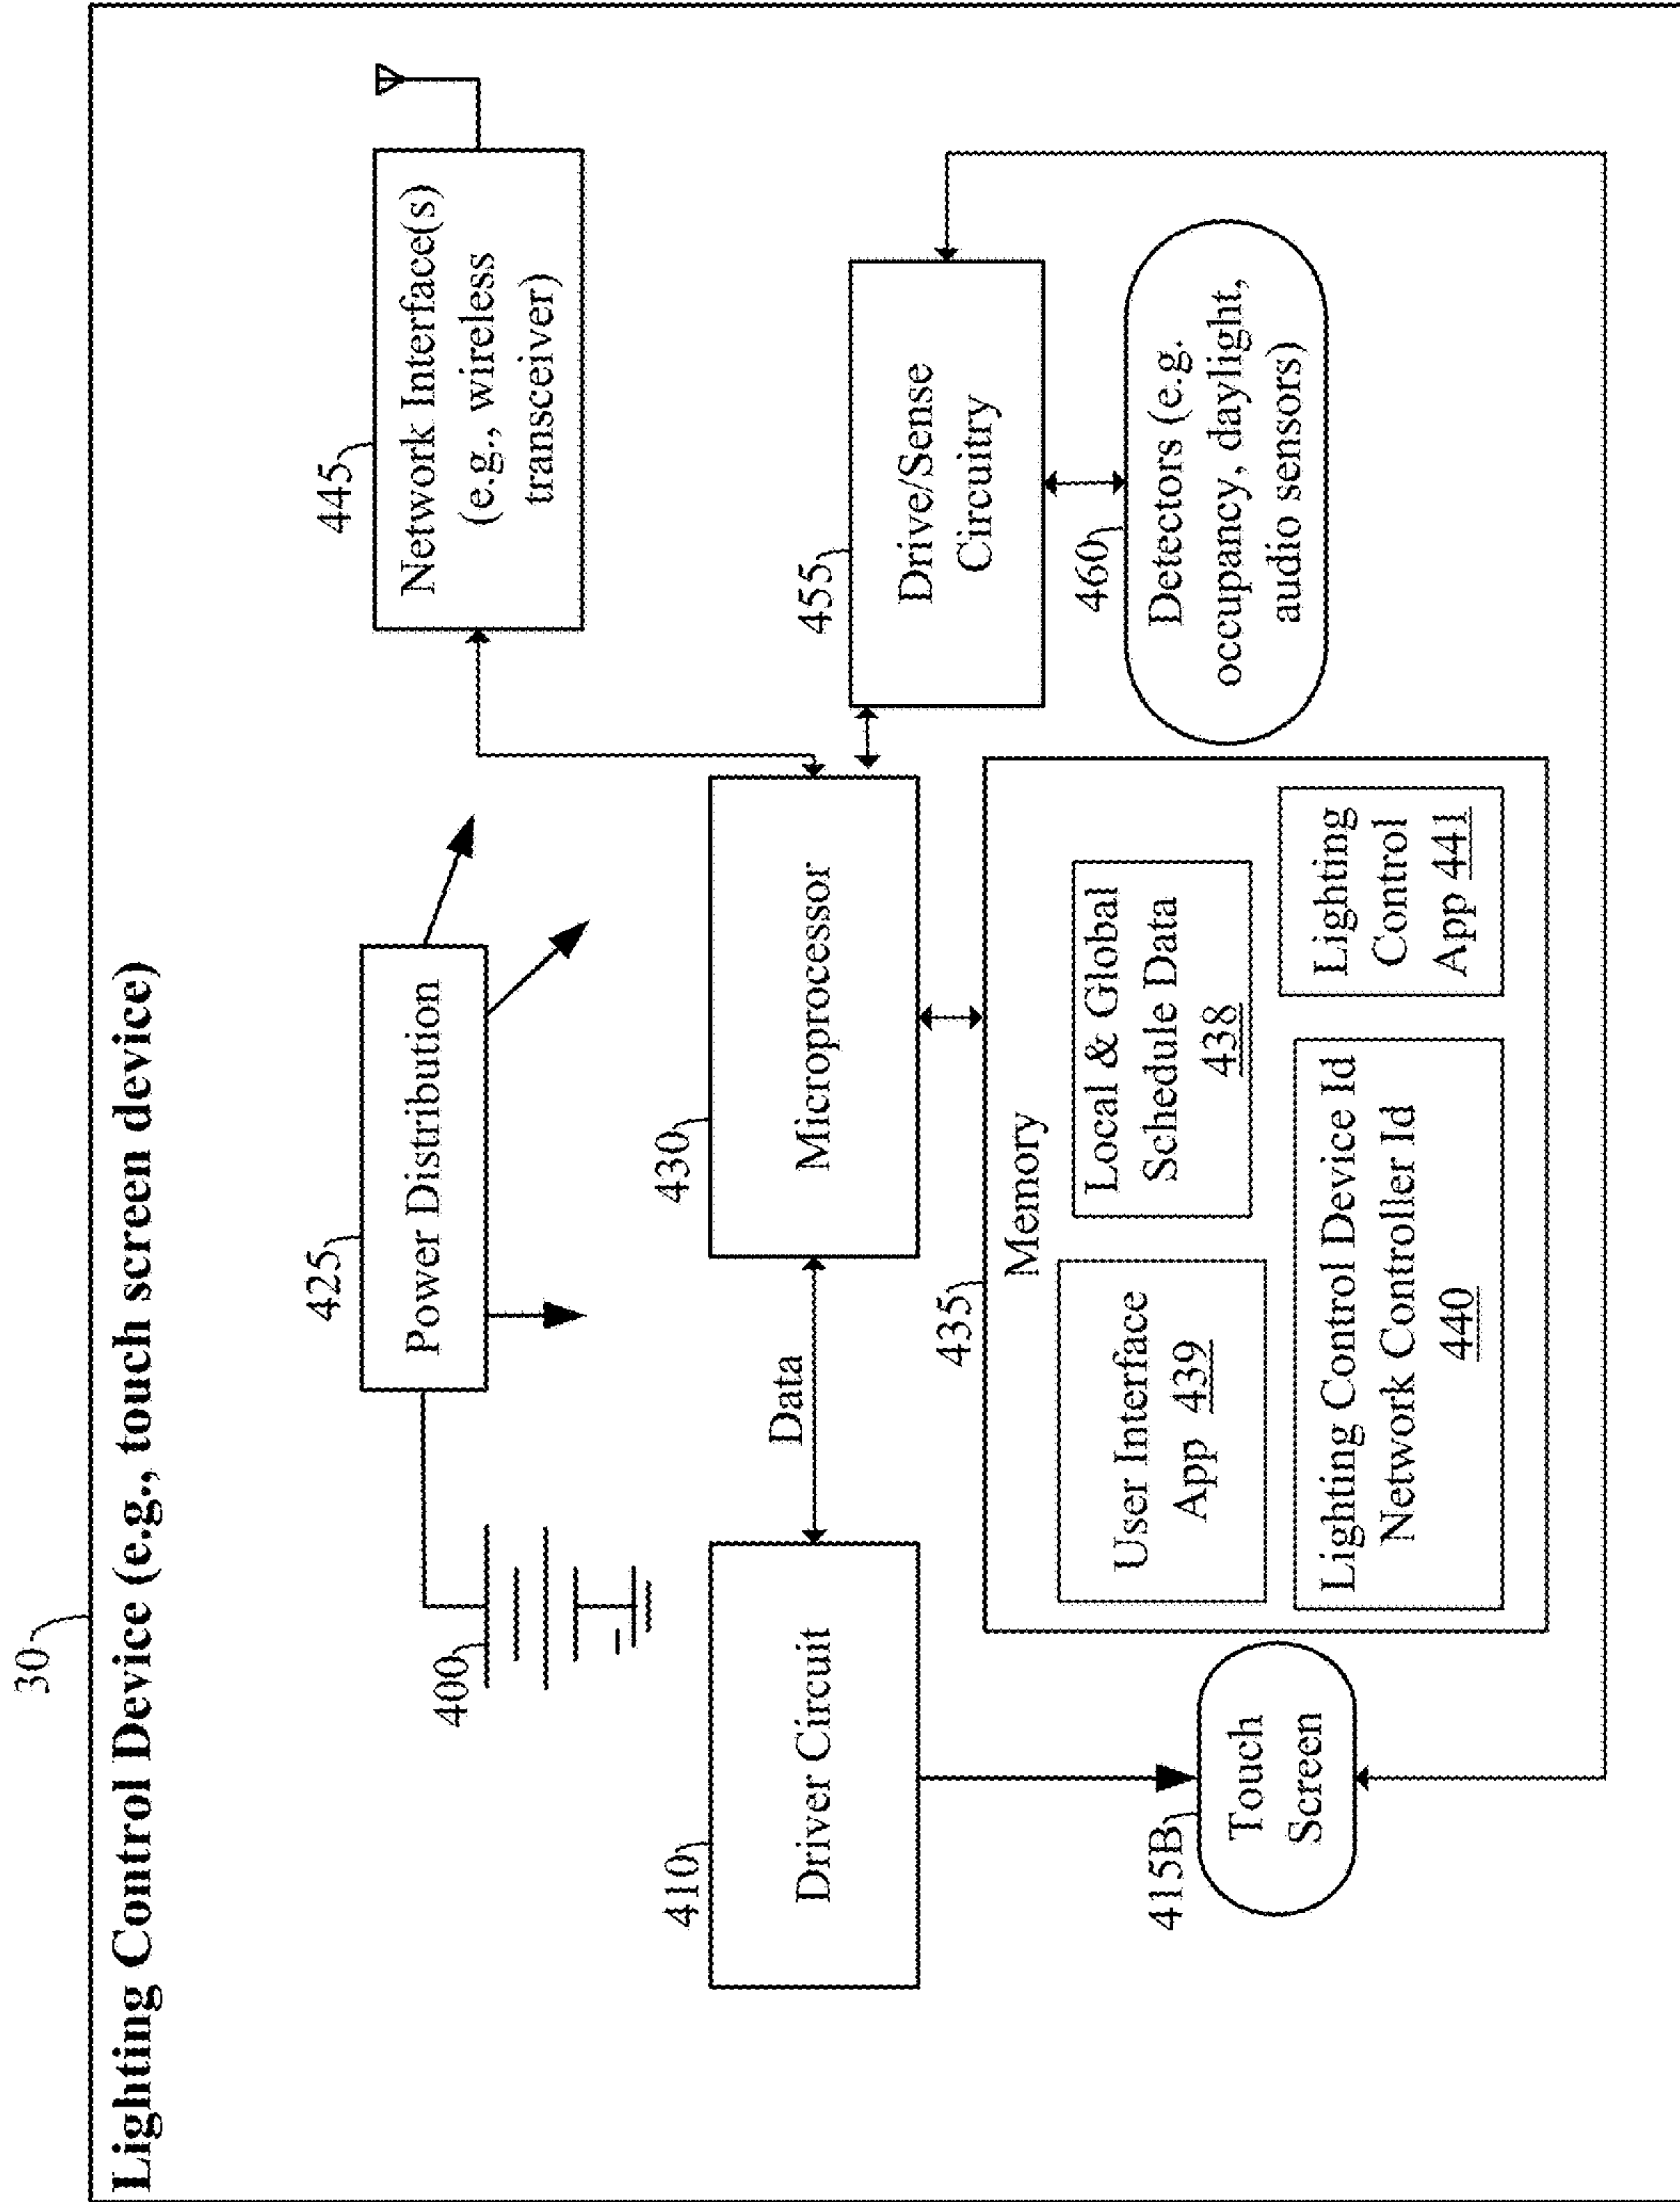 30
Lighting Control Device (e.g., touch screen device)
400
425
Power Distribution
445
Network Interface(s)
(e.g., wireless
transceiver)
410
Driver Circuit
Data
430
Microprocessor
455
Drive/Sense
Circuitry
415B
Touch
Screen
435
Memory
User Interface
App 439
Local & Global
Schedule Data
438
Lighting Control Device Id
Network Controller Id
440
Lighting
Control
App 441
460
Detectors (e.g.
occupancy, daylight,
audio sensors)